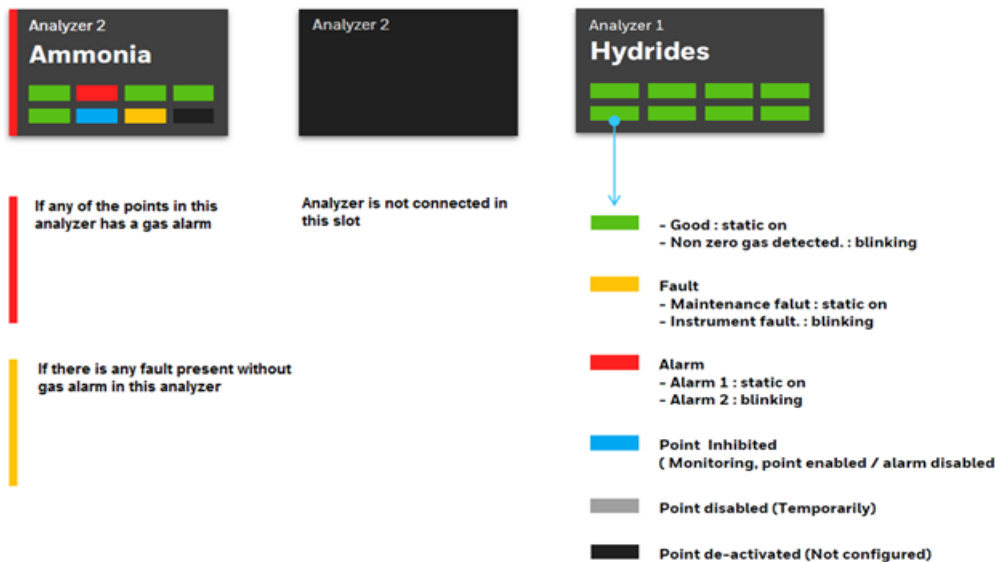 Analyzer 2
Ammonia
Analyzer 2
Analyzer 1
Hydrides
If any of the points in this
analyzer has a gas alarm
If there is any fault present without
gas alarm in this analyzer
Analyzer is not connected in
this slot
- Good : static on
- Non zero gas detected. : blinking
Fault
- Maintenance falut : static on
- Instrument fault. : blinking
Alarm
- Alarm 1 : static on
- Alarm 2 : blinking
Point  Inhibited
( Monitoring, point enabled / alarm disabled
Point disabled (Temporarily)
Point de-activated (Not configured)